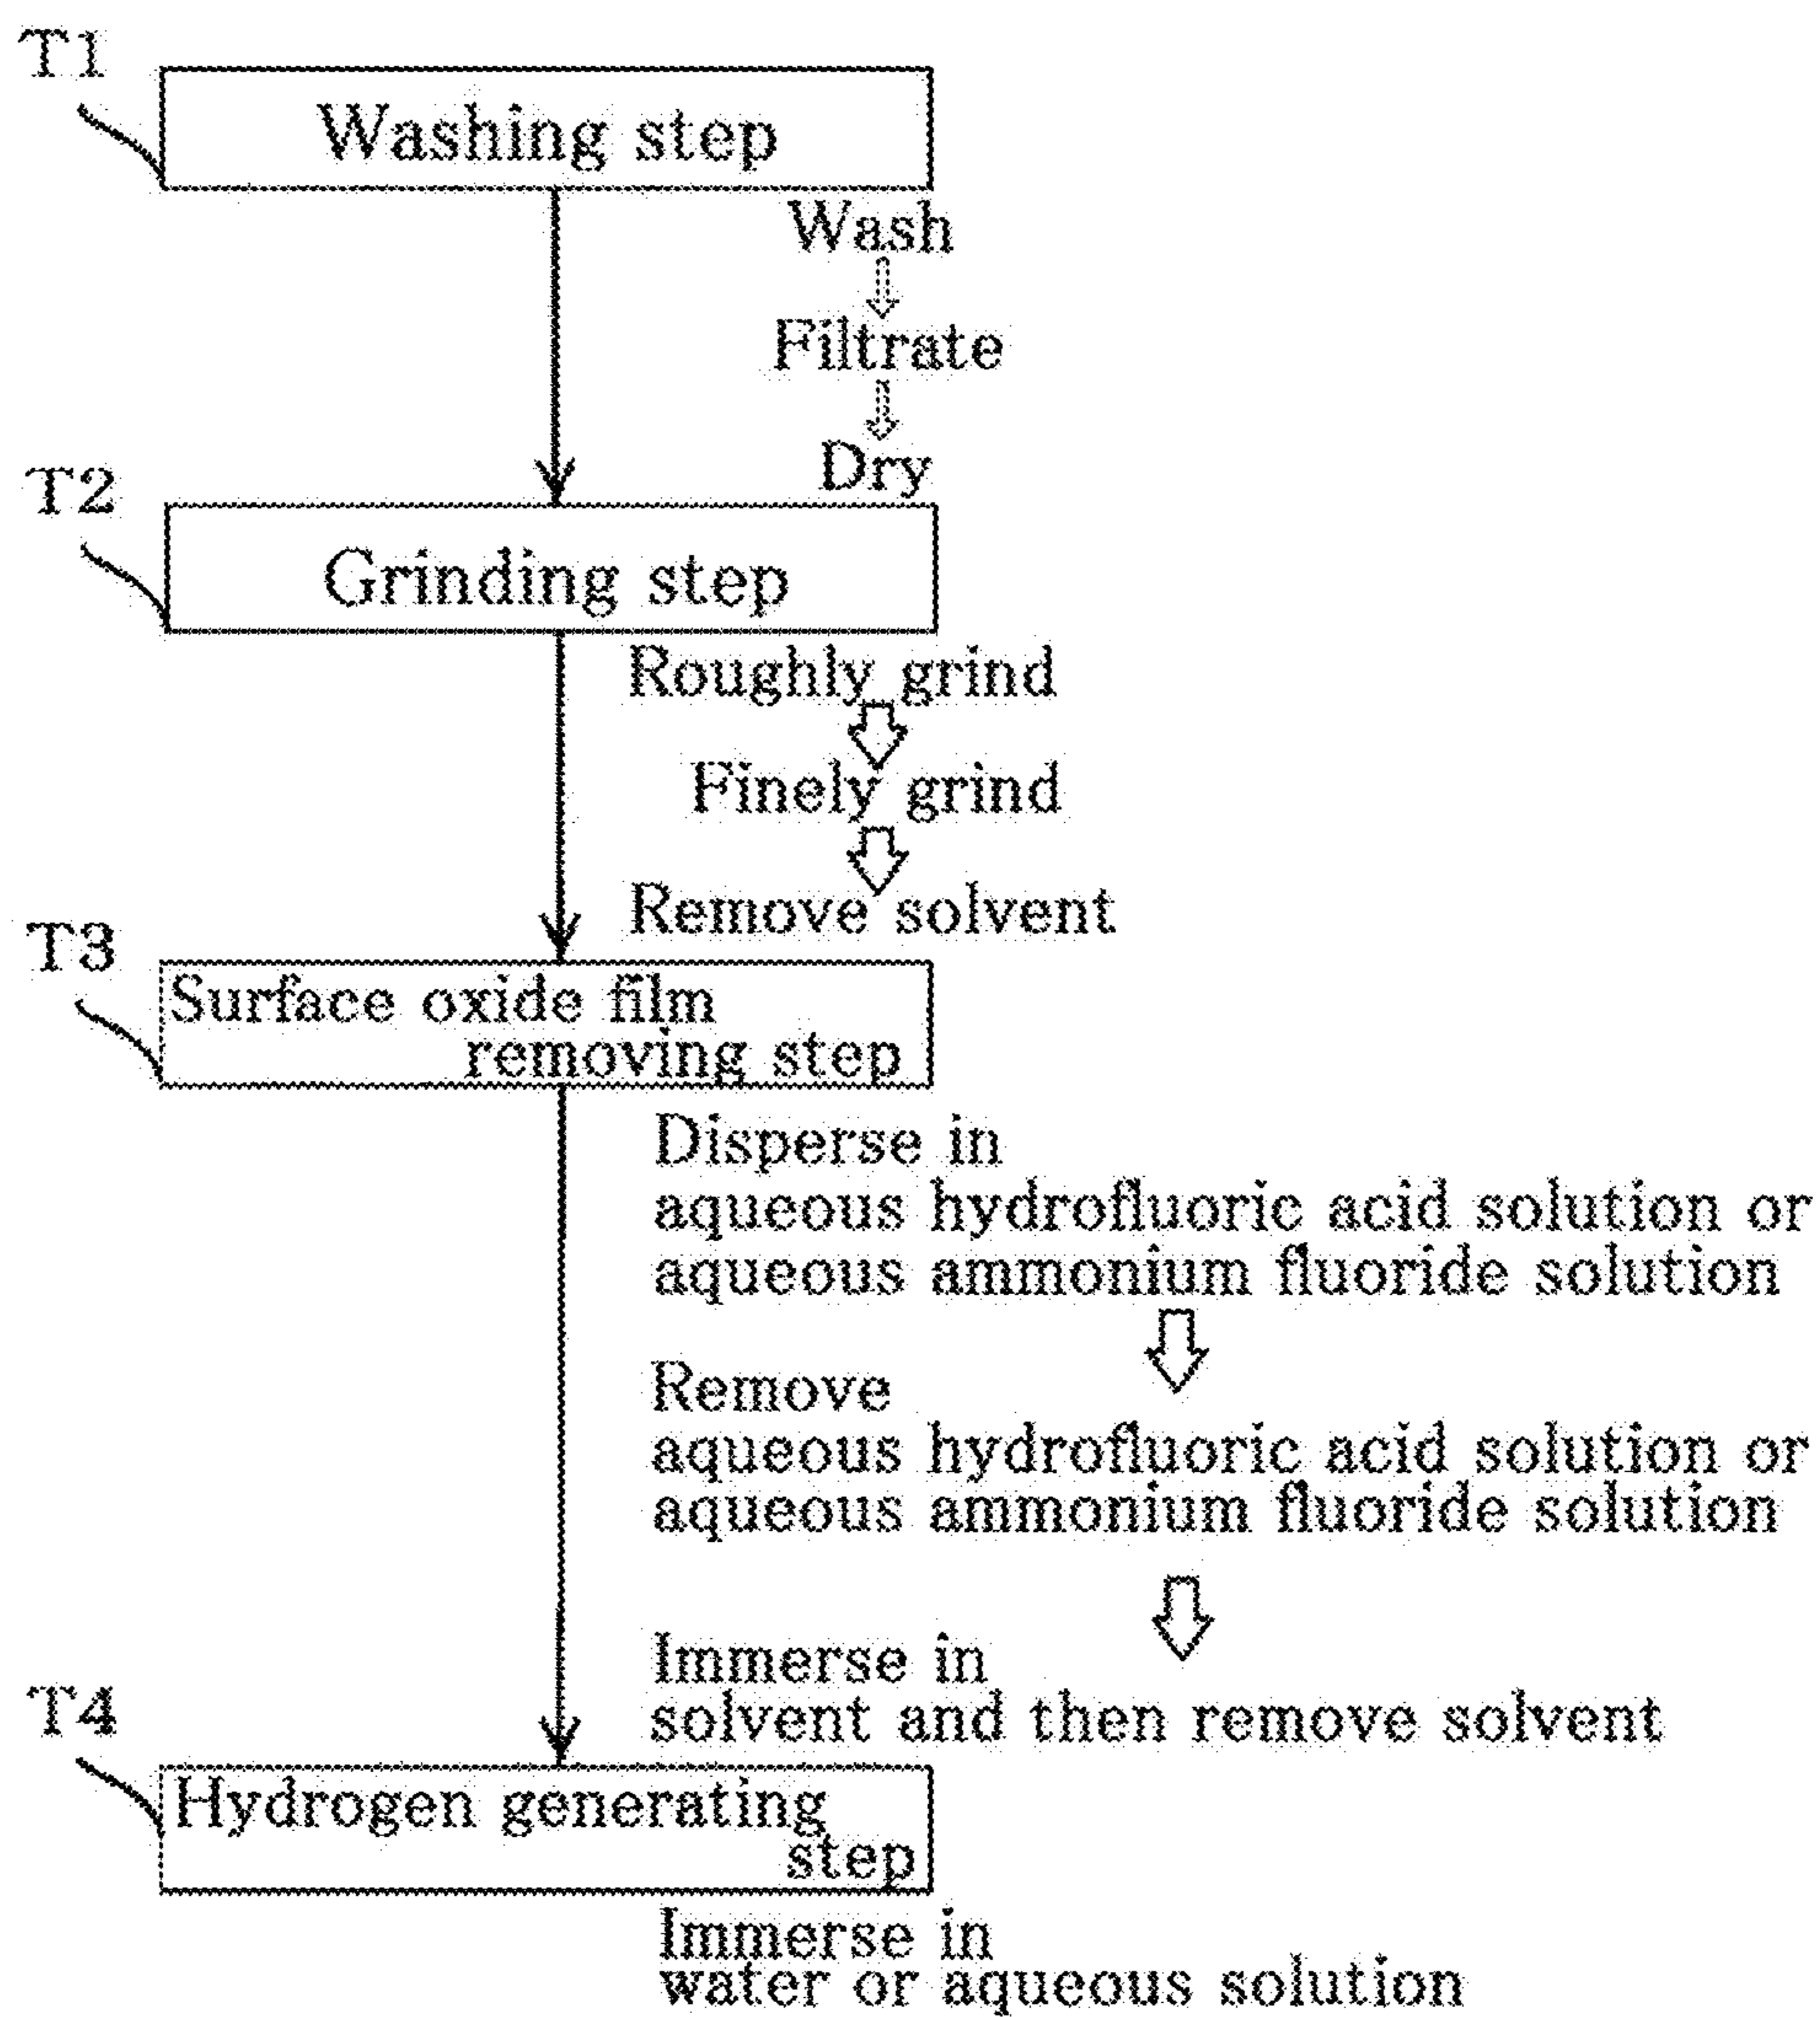 T1
Washing step
Wash
Filtrate
Dry
T2
Grinding step
Roughly grind
Finely grind
Remove solvent
T3
Surface oxide film
removing step
Disperse in
aqueous hydrofluoric acid solution or
aqueous ammonium fluoride solution
Remove
aqueous hydrofluoric acid solution or
aqueous ammonium fluoride solution
Immerse in
solvent and then remove solvent
T4
Hydrogen generating
step
Immerse in
water or aqueous solution